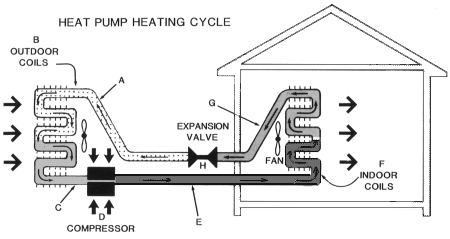 HEAT PUMP HEATING CYCLE
B
OUTDOOR
COILS
A
G
EXPANSION
VALVE
H
FAN
F
INDOOR
COILS
C
D
COMPRESSOR
E